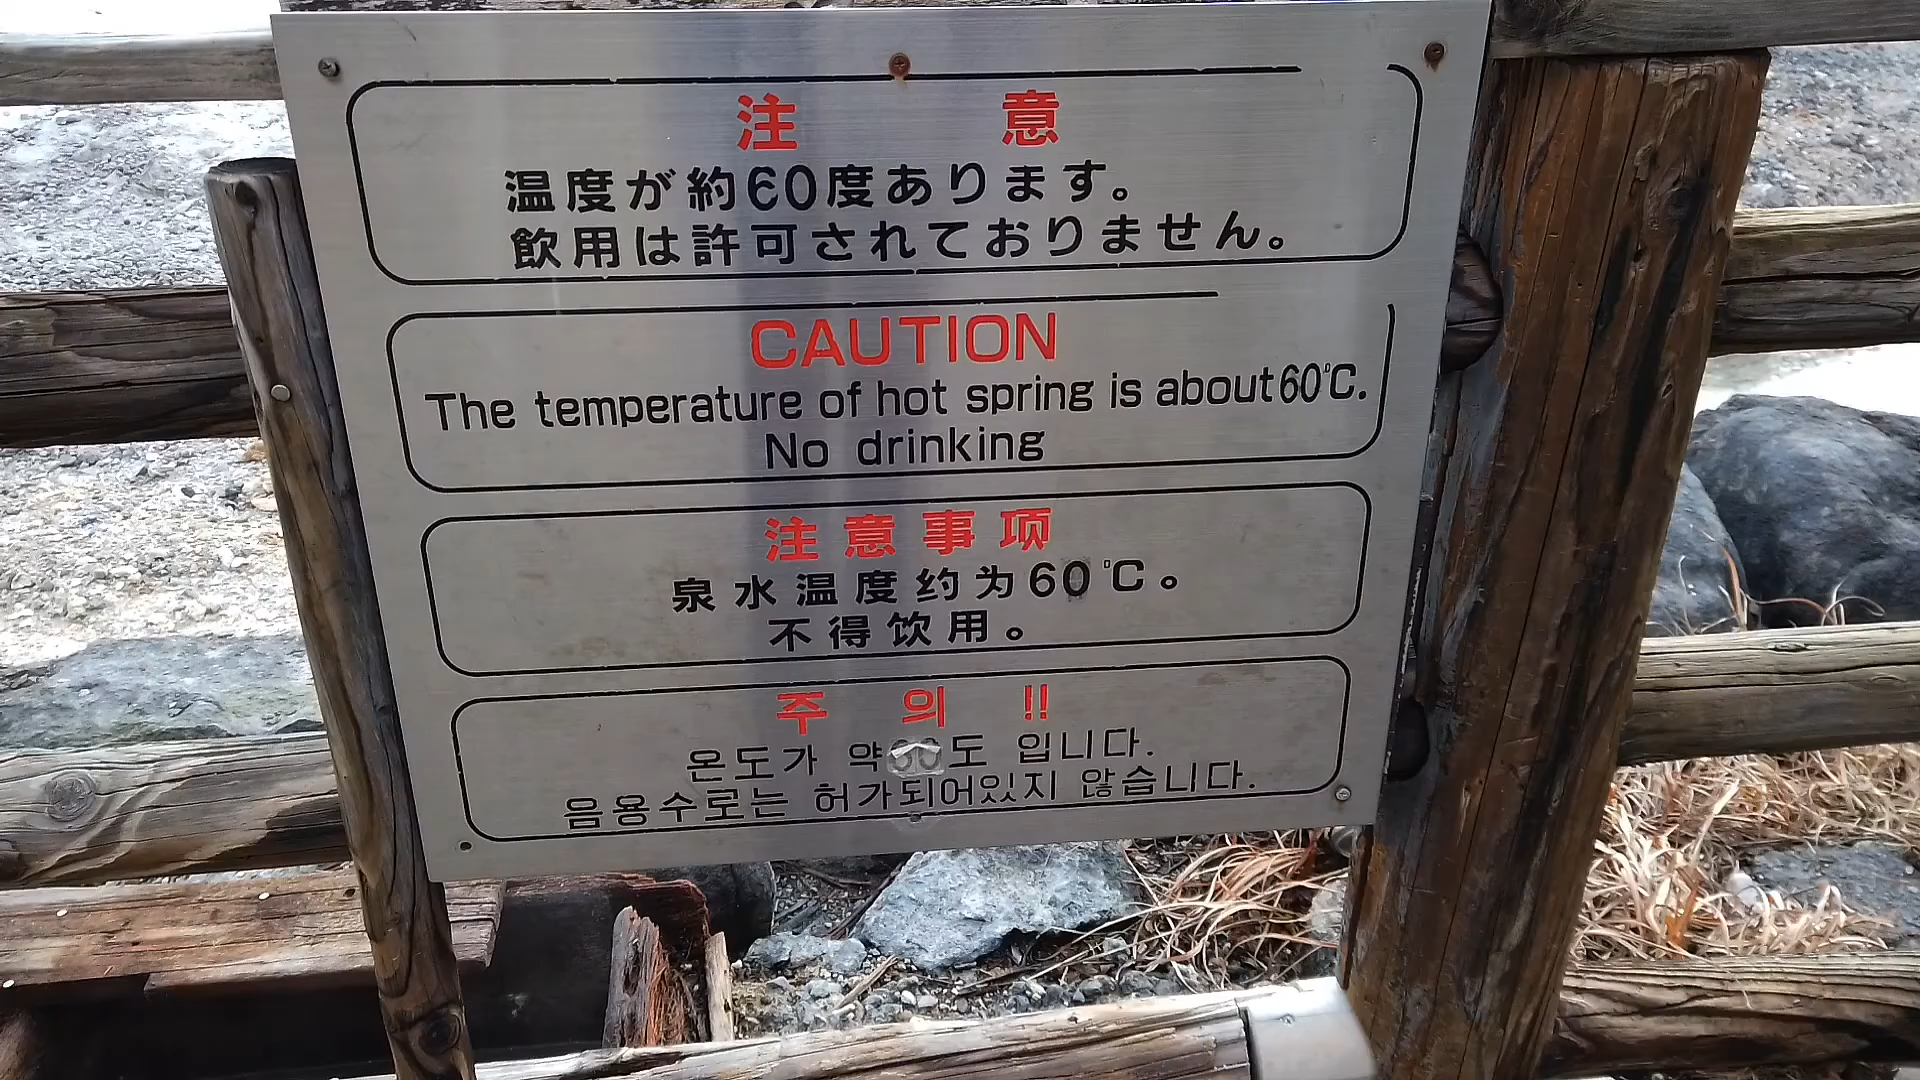 注意
温度が約60度あります。
飲用は許可されておりません。
CAUTION
The temperature of hot spring is about 60℃.
No drinking
注意事项
泉水温度约为60℃。
不得饮用。
주의!!
온도가 약60도 입니다.
음용수로는 허가되어있지 않습니다.